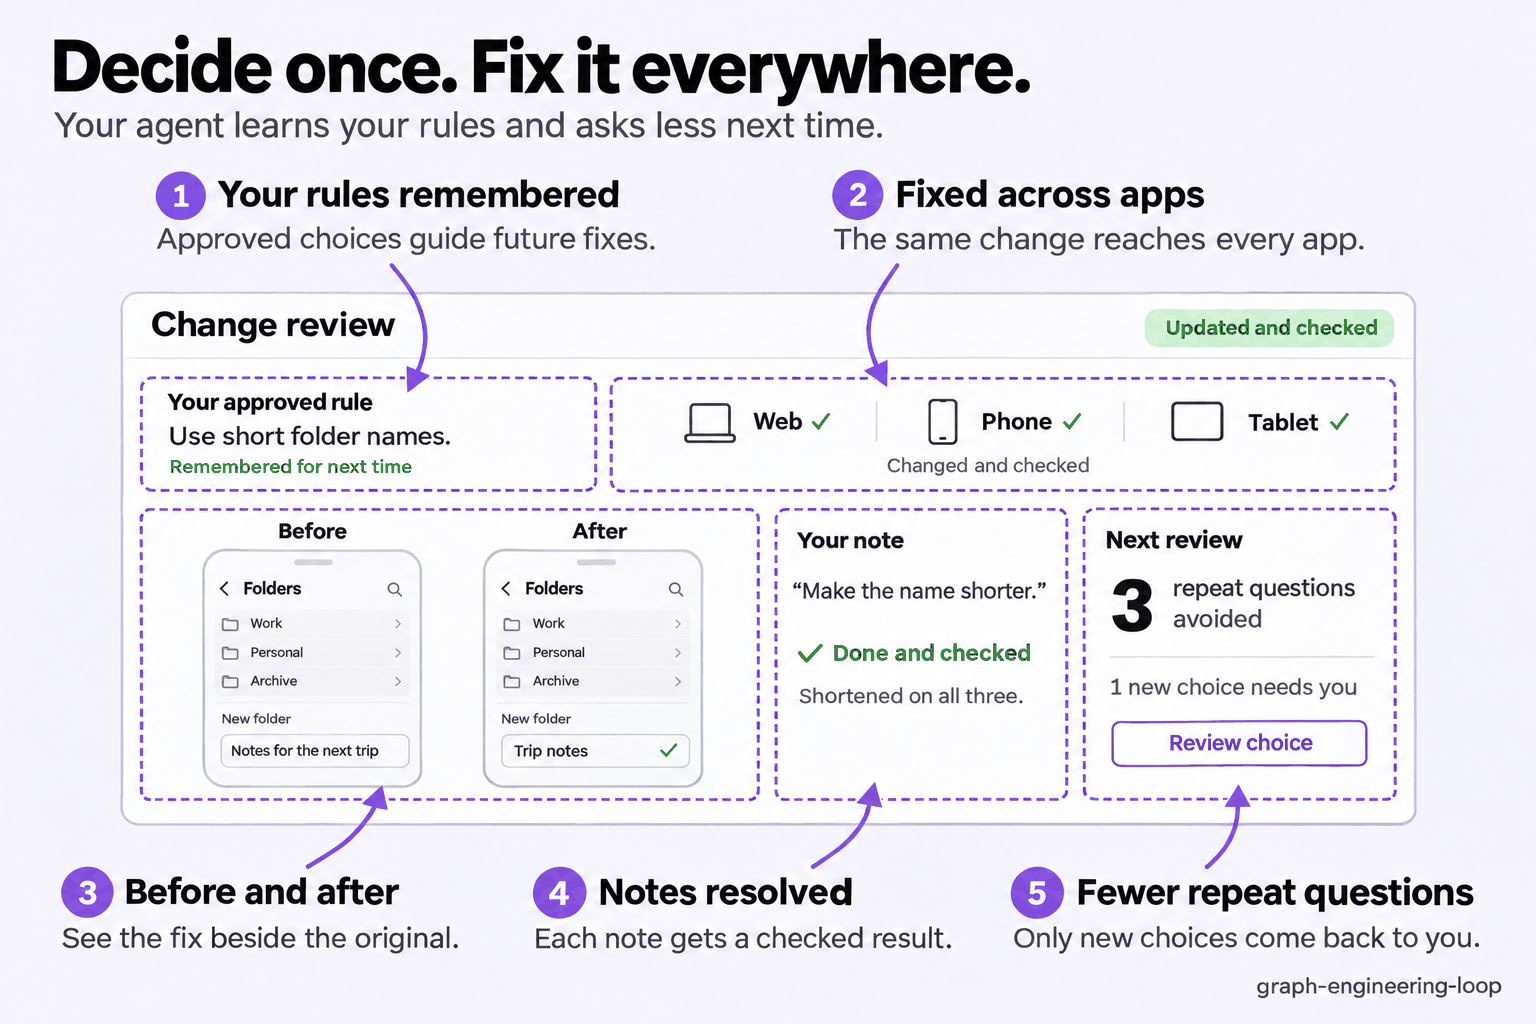 Decide once. Fix it everywhere.
Your agent learns your rules and asks less next time.
1 Your rules remembered
Approved choices guide future fixes.
2 Fixed across apps
The same change reaches every app.
Change review
Updated and checked
Your approved rule
Use short folder names.
Remembered for next time
Web ✓ Phone ✓ Tablet ✓
Changed and checked
Before
Folders
Work
Personal
Archive
New folder
Notes for the next trip
After
Folders
Work
Personal
Archive
New folder
Trip notes ✓
Your note
“Make the name shorter.”
✓ Done and checked
Shortened on all three.
Next review
3 repeat questions
avoided
1 new choice needs you
Review choice
3 Before and after
See the fix beside the original.
4 Notes resolved
Each note gets a checked result.
5 Fewer repeat questions
Only new choices come back to you.
graph-engineering-loop